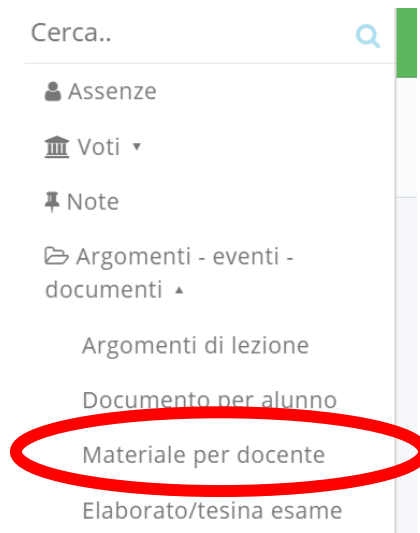 Cerca..
Assenze
Voti
Note
Argomenti - eventi -
documenti
Argomenti di lezione
Documento per alunno
Materiale per docente
Elaborato/tesina esame